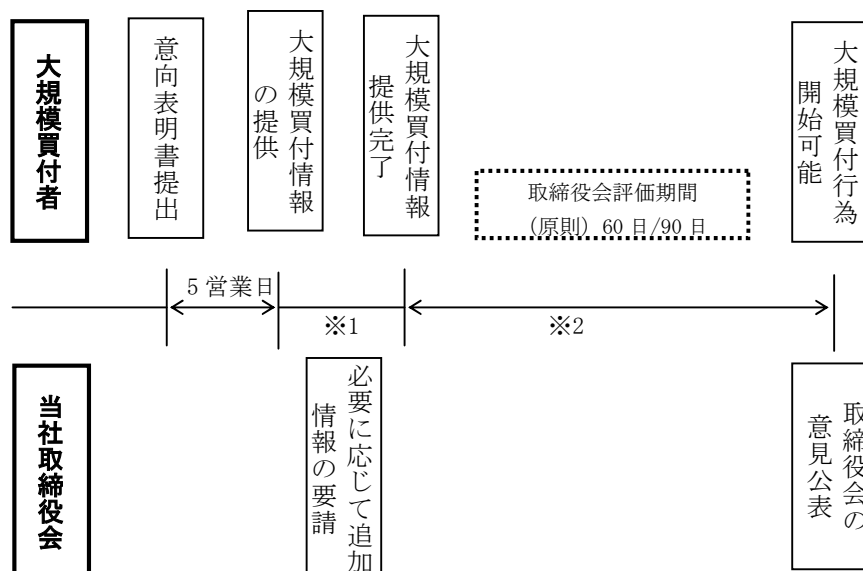 大規模買付者
意向表明書提出
大規模買付情報
の提供
大規模買付情報
提供完了
取締役会評価期間
（原則）60 日/90 日
大規模買付行為
開始可能
5 営業日
※1
※2
当社取締役会
必要に応じて追加
情報の要請
取締役会の
意見公表